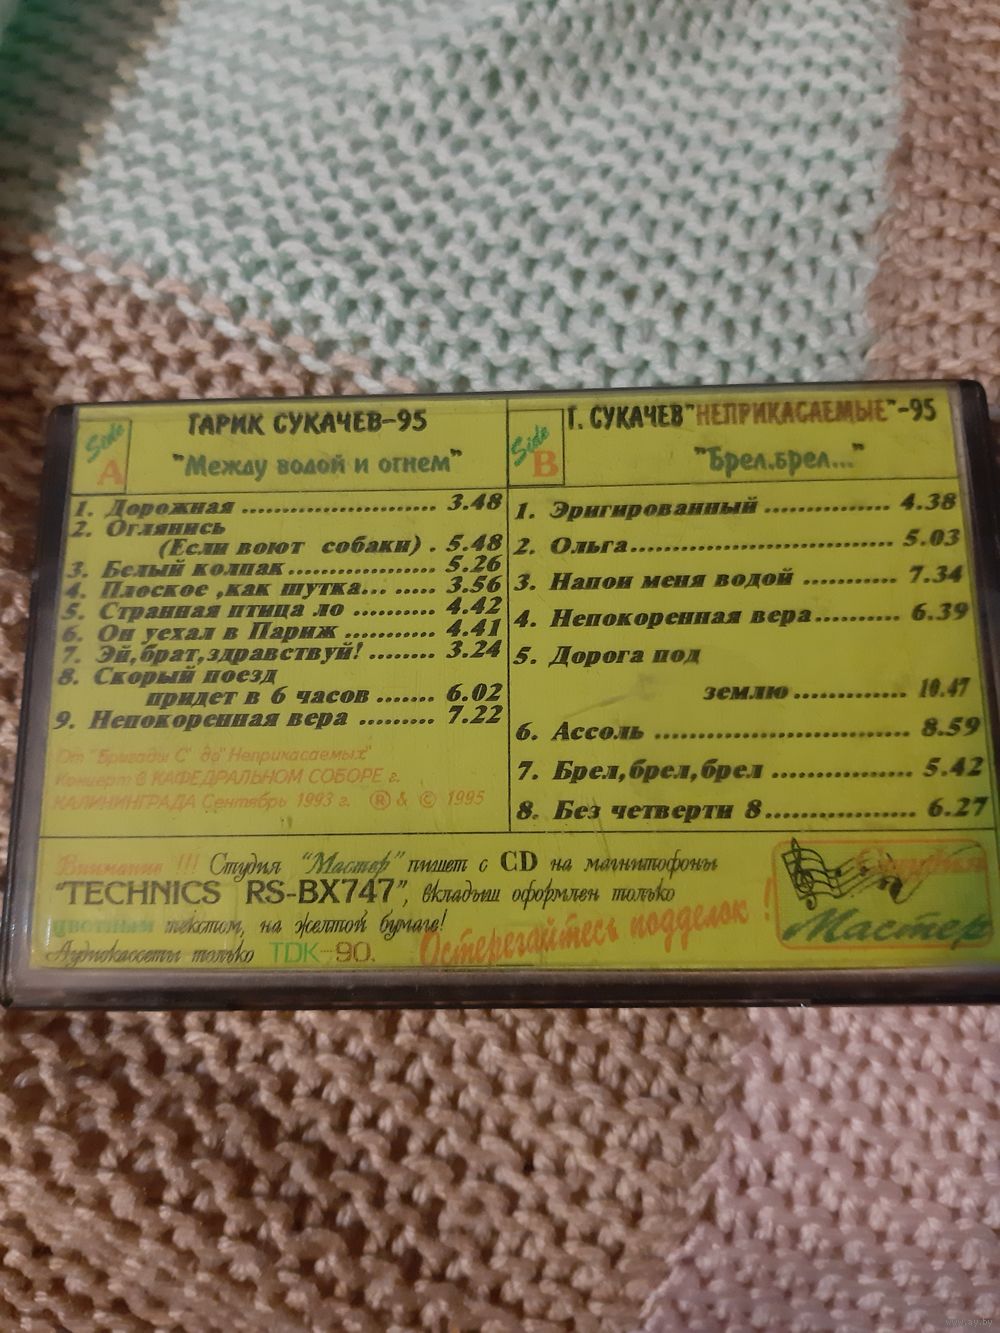 Side A
ГАРИК СУКАЧЕВ-95
"Между водой и огнем"
1. Дорожная ........................ 3.48
2. Оглянись
(Если воют собаки) . 5.48
3. Белый колпак .................... 5.26
4. Плоское ,как шутка... ..... 3.56
5. Странная птица ло .......... 4.42
6. Он уехал в Париж ........... 4.41
7. Эй,брат,здравствуй! ........ 3.24
8. Скорый поезд
придет в 6 часов ....... 6.02
9. Непокоренная вера ......... 7.22
От "Бригады С" до "Неприкасаемых"
Концерт в КАФЕДРАЛЬНОМ СОБОРЕ г.
КАЛИНИНГРАДА Сентябрь 1993 г. ® & © 1995
Side B
Г. СУКАЧЕВ "НЕПРИКАСАЕМЫЕ"-95
"Брел.брел..."
1. Эригированный ............... 4.38
2. Ольга................................ 5.03
3. Напои меня водой ........... 7.34
4. Непокоренная вера.......... 6.39
5. Дорога под
землю ............. 10.47
6. Ассоль ............................. 8.59
7. Брел,брел,брел ................ 5.42
8. Без четверти 8.................. 6.27
Внимание !!! Студия "Мастер" пишет с CD на магнитофоны
"TECHNICS RS-BX747", вкладыш оформлен только
цветным текстом, на желтой бумаге!
Аудиокассеты только TDK-90.
Остерегайтесь подделок !
Студия
Мастер
www.ay.by